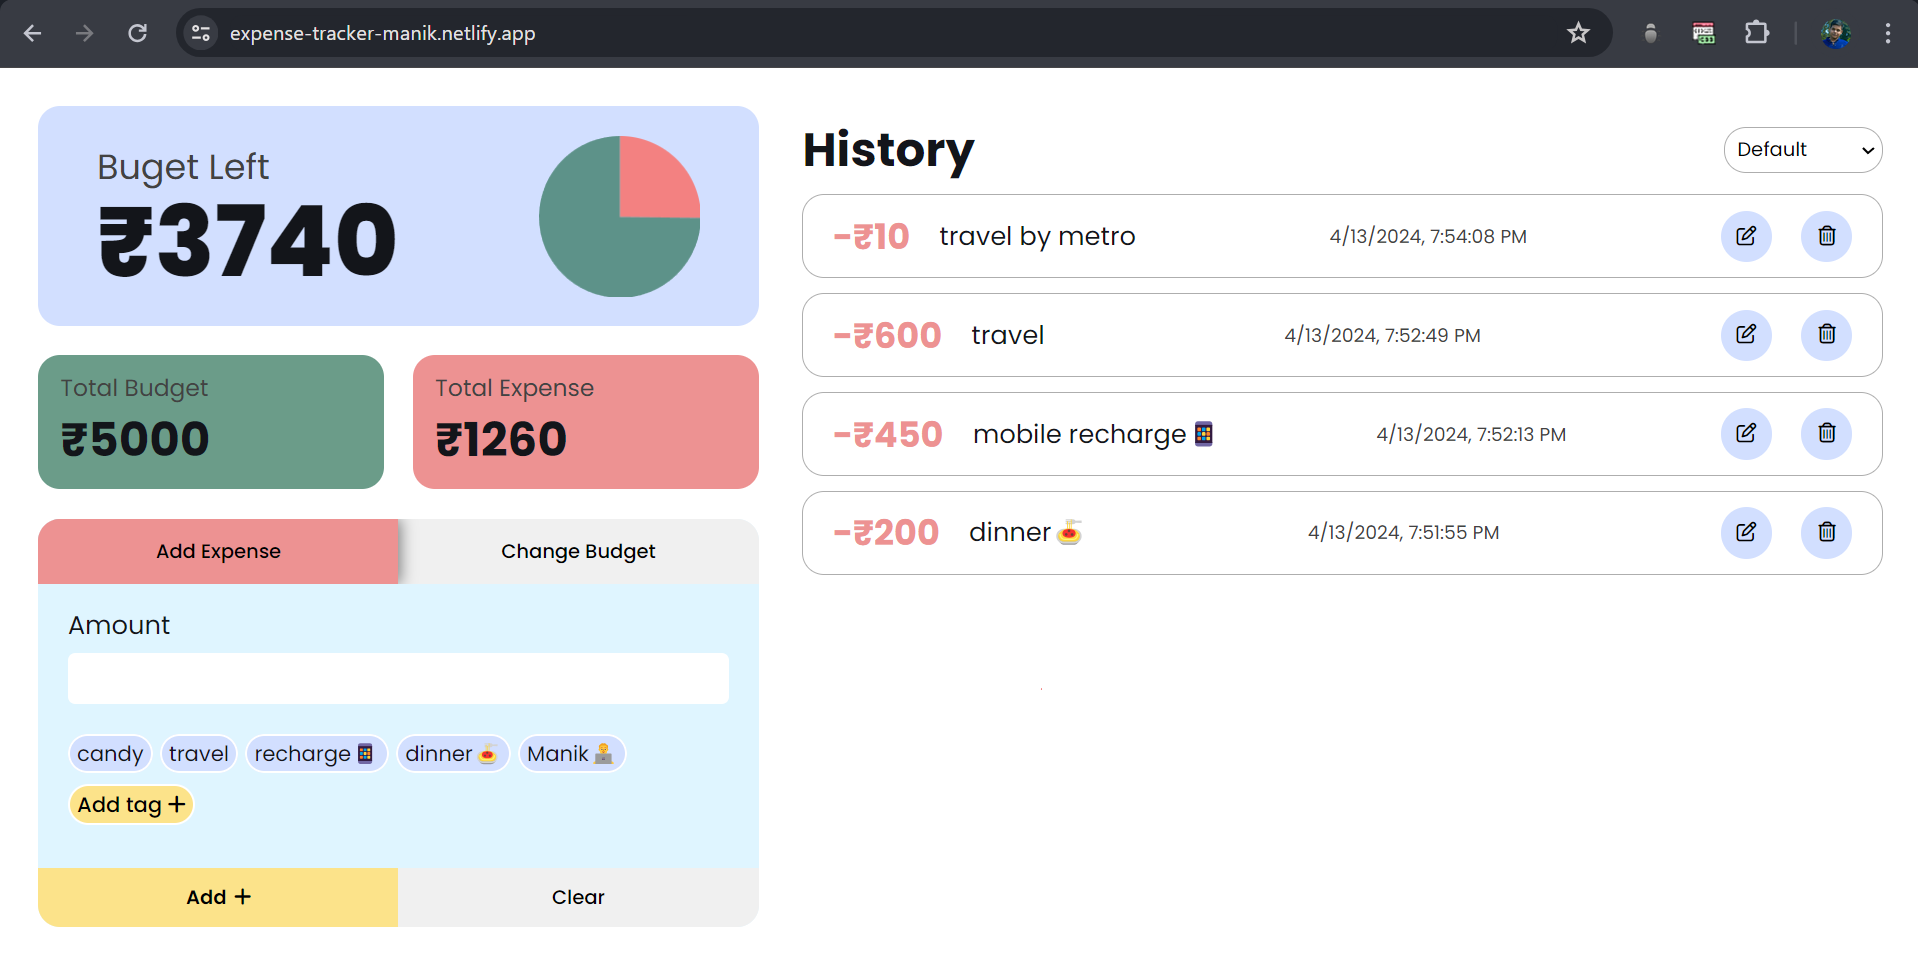 expense-tracker-manik.netlify.app
Buget Left
₹3740
Total Budget
₹5000
Total Expense
₹1260
Add Expense
Change Budget
Amount
candy travel recharge📱 dinner🍝 Manik🧑‍💻
Add tag +
Add +
Clear
History
Default
-₹10 travel by metro 4/13/2024, 7:54:08 PM
-₹600 travel 4/13/2024, 7:52:49 PM
-₹450 mobile recharge📱 4/13/2024, 7:52:13 PM
-₹200 dinner🍝 4/13/2024, 7:51:55 PM